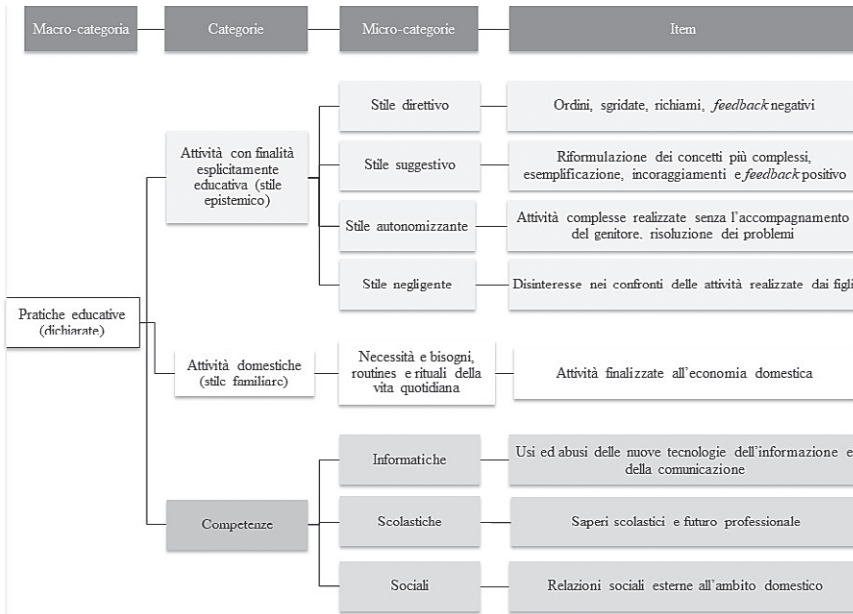 Macro-categoria
Categorie
Micro-categorie
Item
Pratiche educative
(dichiarate)
Attività con finalità
esplicitamente
educativa (stile
epistemico)
Stile direttivo
Ordini, sgridate, richiami, feedback negativi
Stile suggestivo
Riformulazione dei concetti più complessi,
esemplificazione, incoraggiamenti e feedback positivo
Stile autonomizzante
Attività complesse realizzate senza l'accompagnamento
del genitore, risoluzione dei problemi
Stile negligente
Disinteresse nei confronti delle attività realizzate dai figli
Attività domestiche
(stile familiare)
Necessità e bisogni,
routines e rituali della
vita quotidiana
Attività finalizzate all'economia domestica
Competenze
Informatiche
Usi ed abusi delle nuove tecnologie dell'informazione e
della comunicazione
Scolastiche
Saperi scolastici e futuro professionale
Sociali
Relazioni sociali esterne all'ambito domestico